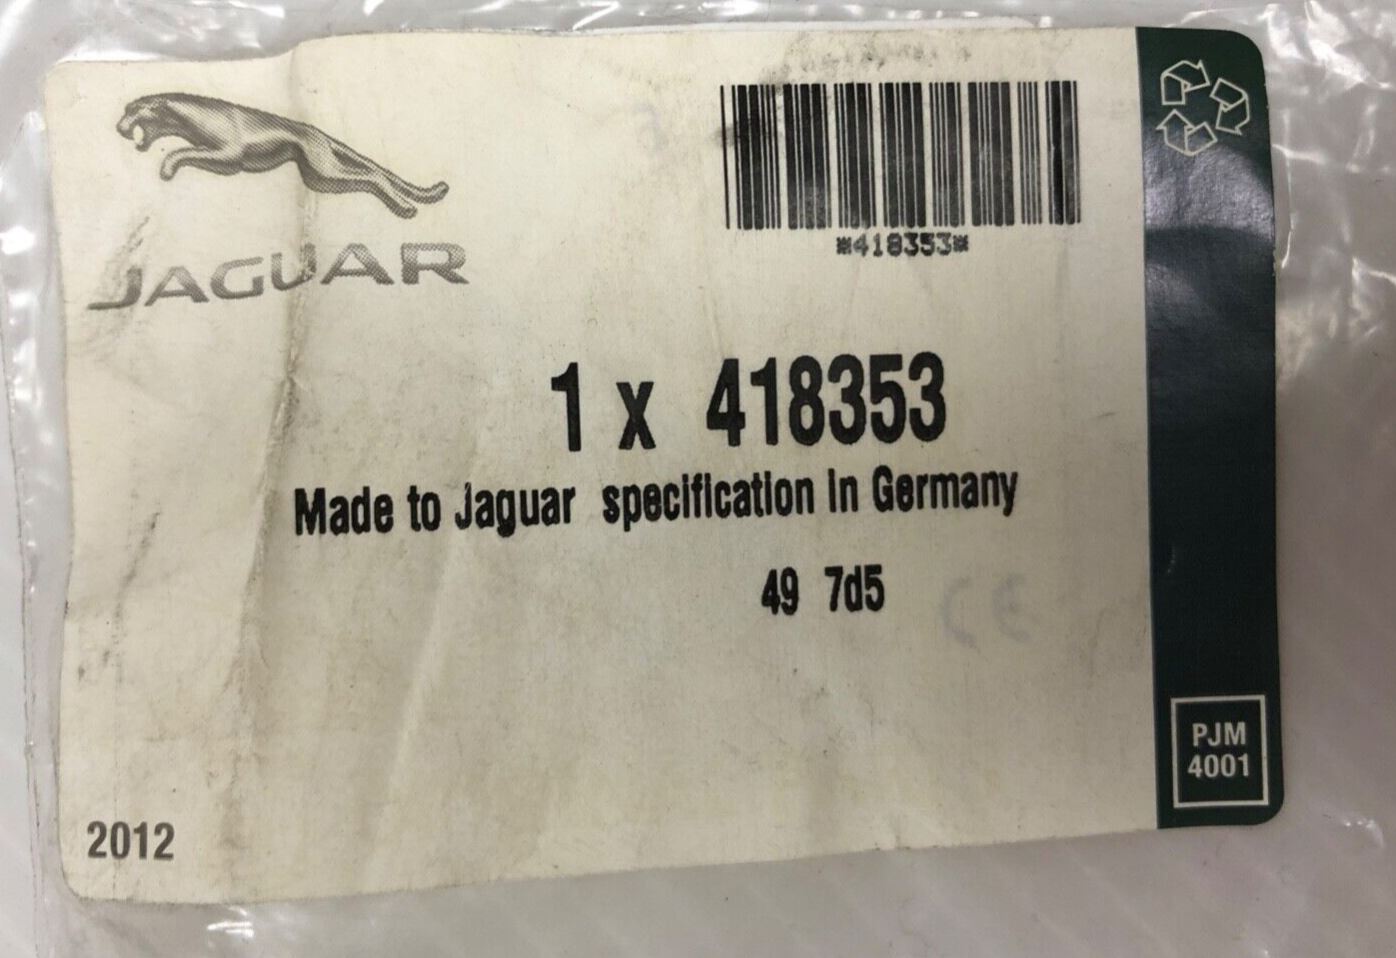 JAGUAR
*418353*
1 x 418353
Made to Jaguar specification in Germany
49 7d5
PJM
4001
2012